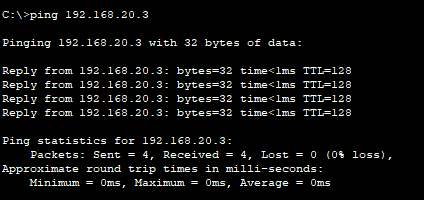 C:\>ping 192.168.20.3
Pinging 192.168.20.3 with 32 bytes of data:
Reply from 192.168.20.3: bytes=32 time<1ms TTL=128
Reply from 192.168.20.3: bytes=32 time<1ms TTL=128
Reply from 192.168.20.3: bytes=32 time<1ms TTL=128
Reply from 192.168.20.3: bytes=32 time<1ms TTL=128
Ping statistics for 192.168.20.3:
    Packets: Sent = 4, Received = 4, Lost = 0 (0% loss),
Approximate round trip times in milli-seconds:
    Minimum = 0ms, Maximum = 0ms, Average = 0ms